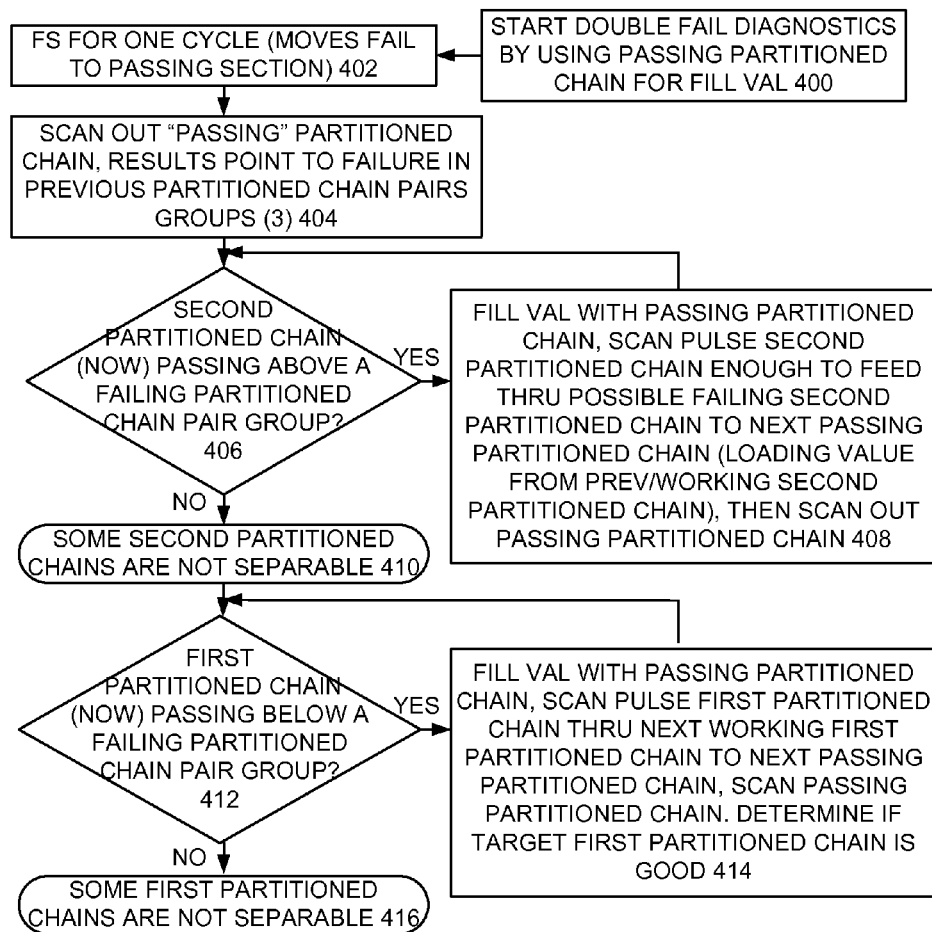 START DOUBLE FAIL DIAGNOSTICS
BY USING PASSING PARTITIONED
CHAIN FOR FILL VAL 400
FS FOR ONE CYCLE (MOVES FAIL
TO PASSING SECTION) 402
SCAN OUT “PASSING” PARTITIONED
CHAIN, RESULTS POINT TO FAILURE IN
PREVIOUS PARTITIONED CHAIN PAIRS
GROUPS (3) 404
SECOND
PARTITIONED CHAIN
(NOW) PASSING ABOVE A
FAILING PARTITIONED
CHAIN PAIR GROUP?
406
YES
NO
FILL VAL WITH PASSING PARTITIONED
CHAIN, SCAN PULSE SECOND
PARTITIONED CHAIN ENOUGH TO FEED
THRU POSSIBLE FAILING SECOND
PARTITIONED CHAIN TO NEXT PASSING
PARTITIONED CHAIN (LOADING VALUE
FROM PREV/WORKING SECOND
PARTITIONED CHAIN), THEN SCAN OUT
PASSING PARTITIONED CHAIN 408
SOME SECOND PARTITIONED
CHAINS ARE NOT SEPARABLE 410
FIRST
PARTITIONED CHAIN
(NOW) PASSING BELOW A
FAILING PARTITIONED
CHAIN PAIR GROUP?
412
YES
NO
FILL VAL WITH PASSING PARTITIONED
CHAIN, SCAN PULSE FIRST PARTITIONED
CHAIN THRU NEXT WORKING FIRST
PARTITIONED CHAIN TO NEXT PASSING
PARTITIONED CHAIN, SCAN PASSING
PARTITIONED CHAIN. DETERMINE IF
TARGET FIRST PARTITIONED CHAIN IS
GOOD 414
SOME FIRST PARTITIONED
CHAINS ARE NOT SEPARABLE 416